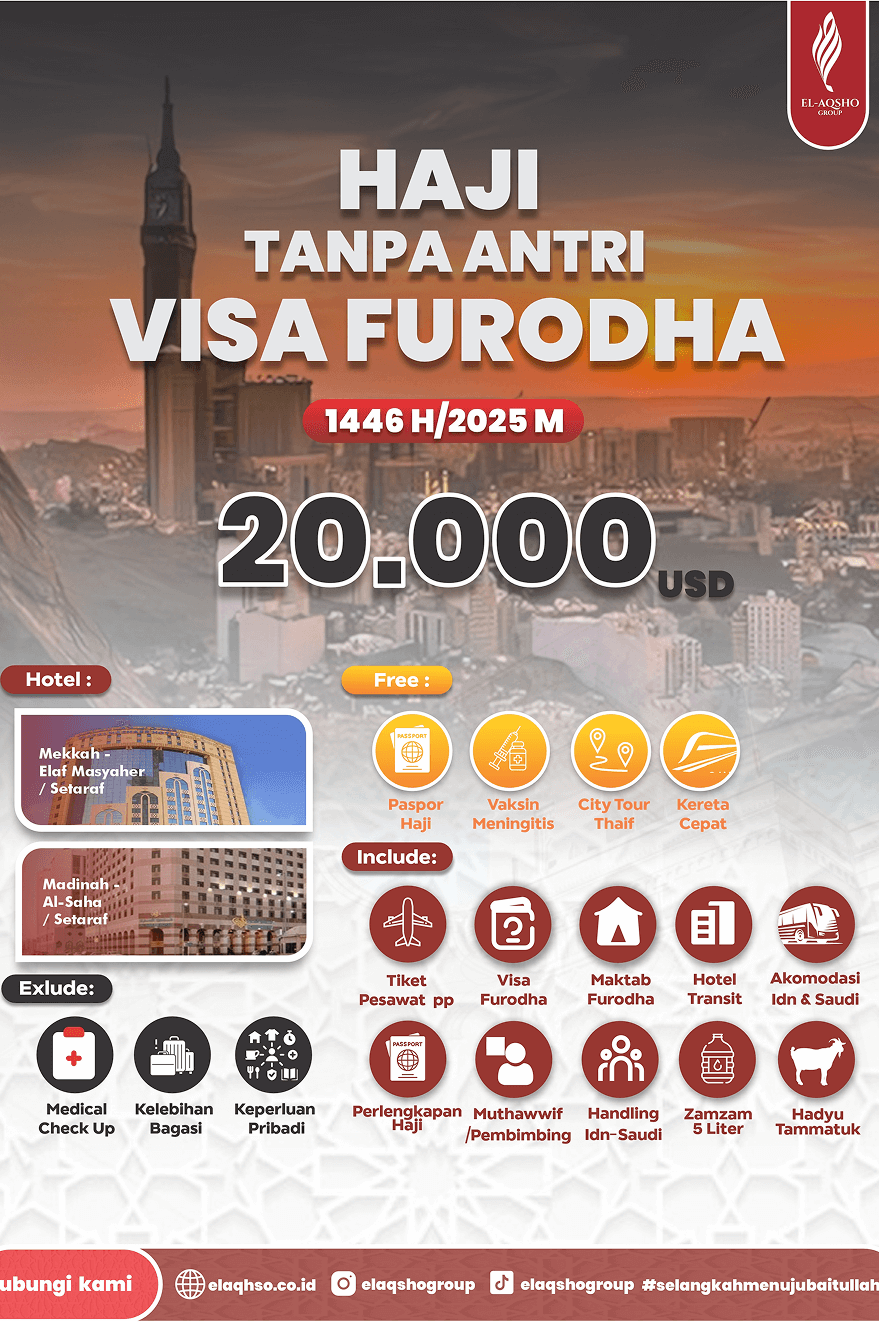 EL-AQSHO
GROUP
HAJI
TANPA ANTRI
VISA FURODHA
1446 H/2025 M
20.000
USD
Hotel :
Mekkah -
Elaf Masyaher
/ Setaraf
Madinah -
Al-Saha
/ Setaraf
Exlude:
Medical
Check Up
Kelebihan
Bagasi
Keperluan
Pribadi
Free :
PASSPORT
Paspor
Haji
Vaksin
Meningitis
City Tour
Thaif
Kereta
Cepat
Include:
Tiket
Pesawat pp
Visa
Furodha
Maktab
Furodha
Hotel
Transit
Akomodasi
Idn & Saudi
PASSPORT
Perlengkapan
Haji
Muthawwif
/Pembimbing
Handling
Idn-Saudi
Zamzam
5 Liter
Hadyu
Tammatuk
ubungi kami
elaqhso.co.id
elaqshogroup
elaqshogroup
#selangkahmenujubaitullah